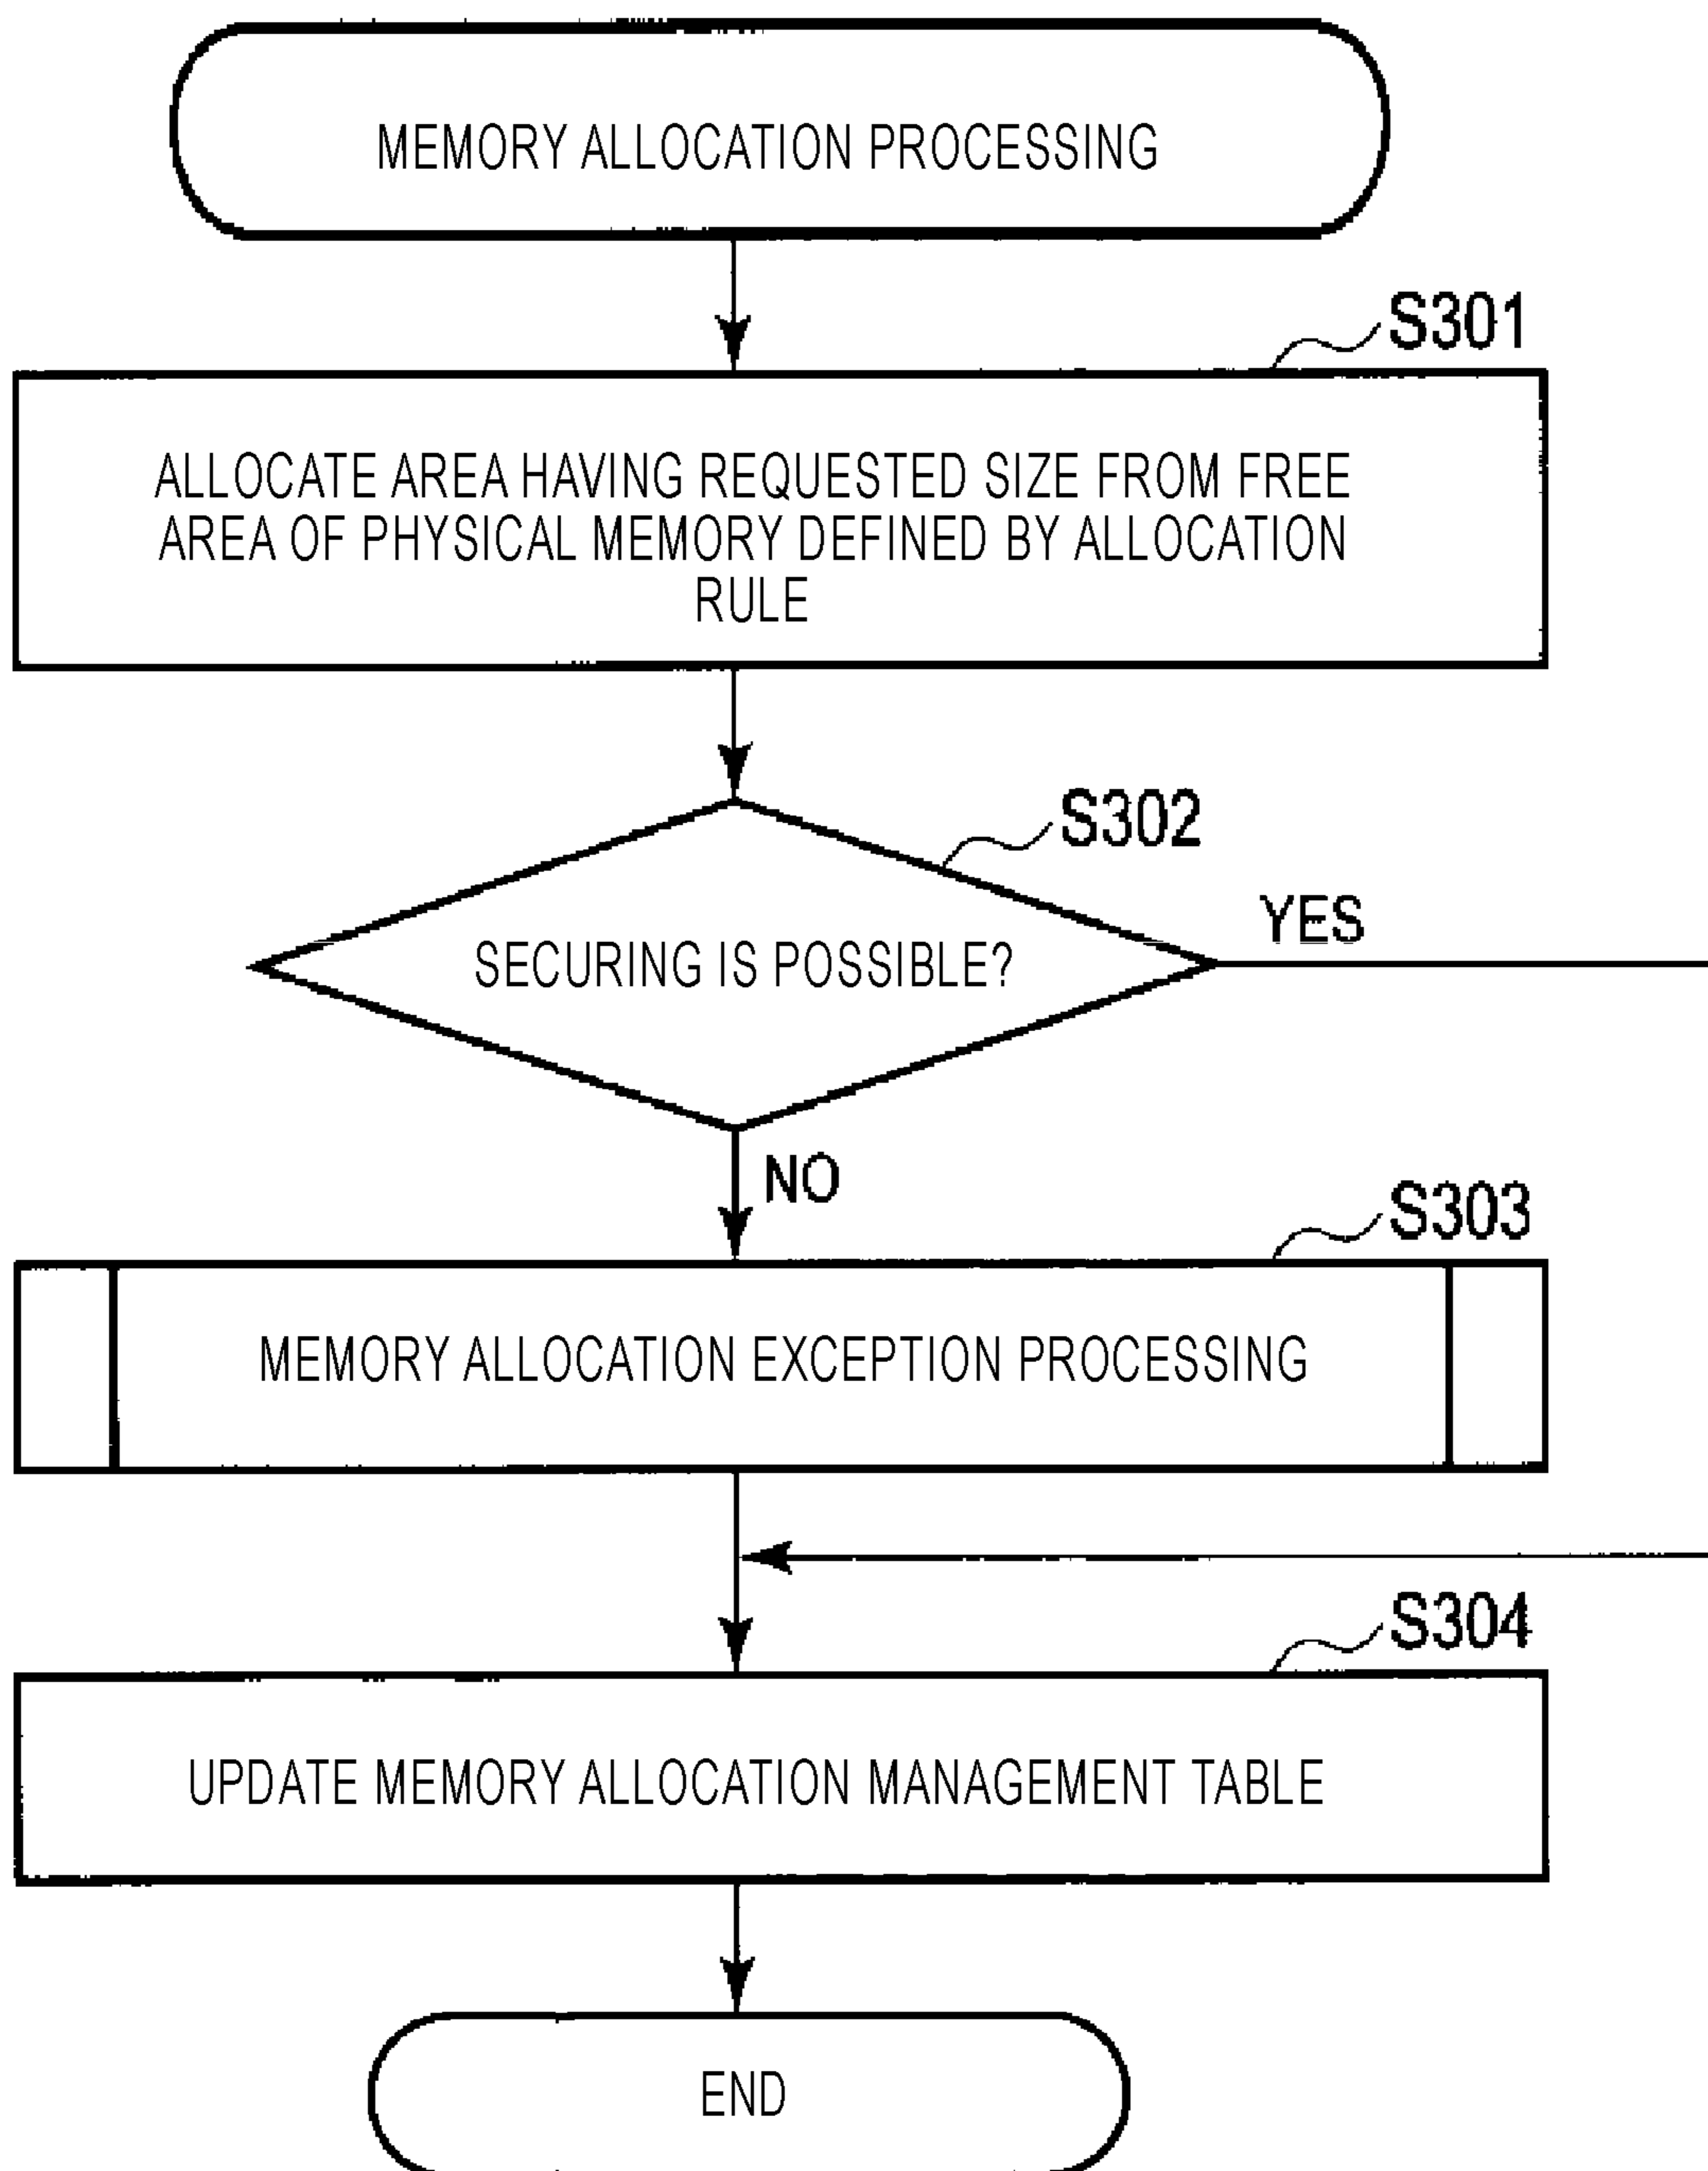 MEMORY ALLOCATION PROCESSING
S301
ALLOCATE AREA HAVING REQUESTED SIZE FROM FREE
AREA OF PHYSICAL MEMORY DEFINED BY ALLOCATION
RULE
S302
YES
SECURING IS POSSIBLE?
NO
S303
MEMORY ALLOCATION EXCEPTION PROCESSING
S304
UPDATE MEMORY ALLOCATION MANAGEMENT TABLE
END